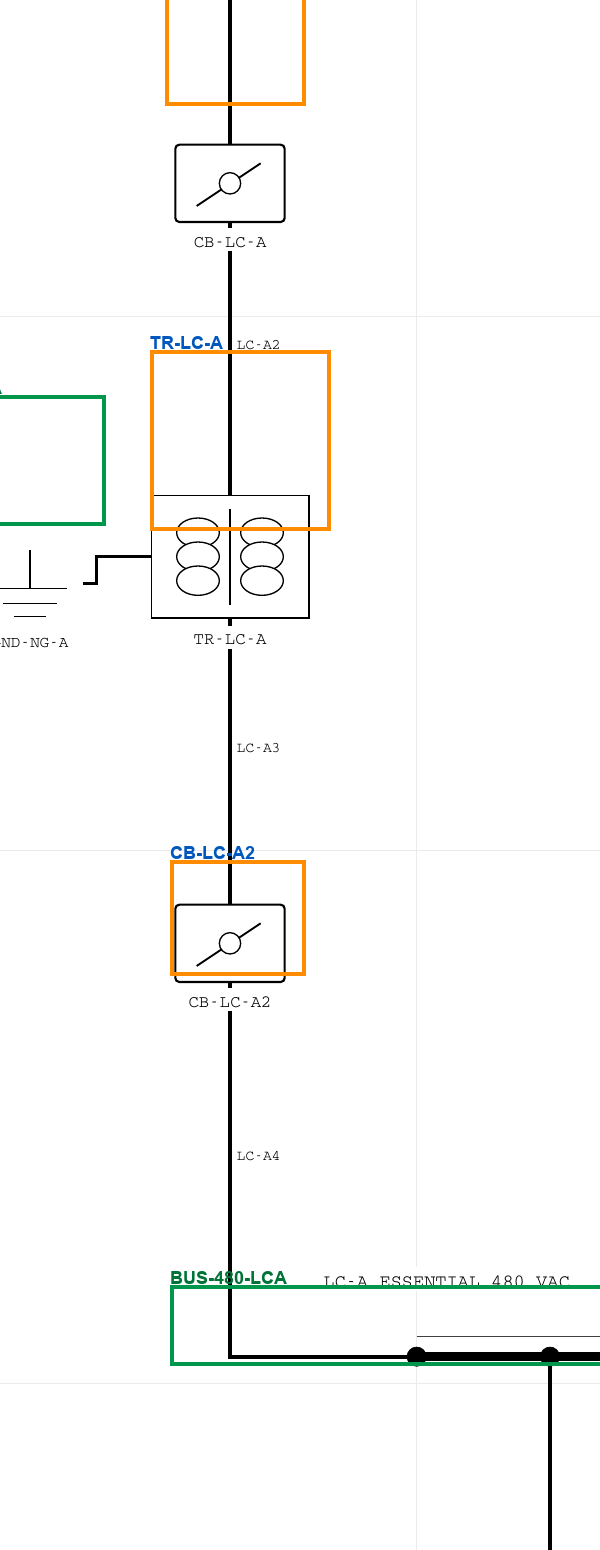 CB-LC-A
TR-LC-A
LC-A2
ND-NG-A
TR-LC-A
LC-A3
CB-LC-A2
CB-LC-A2
LC-A4
BUS-480-LCA
LC-A ESSENTIAL 480 VAC